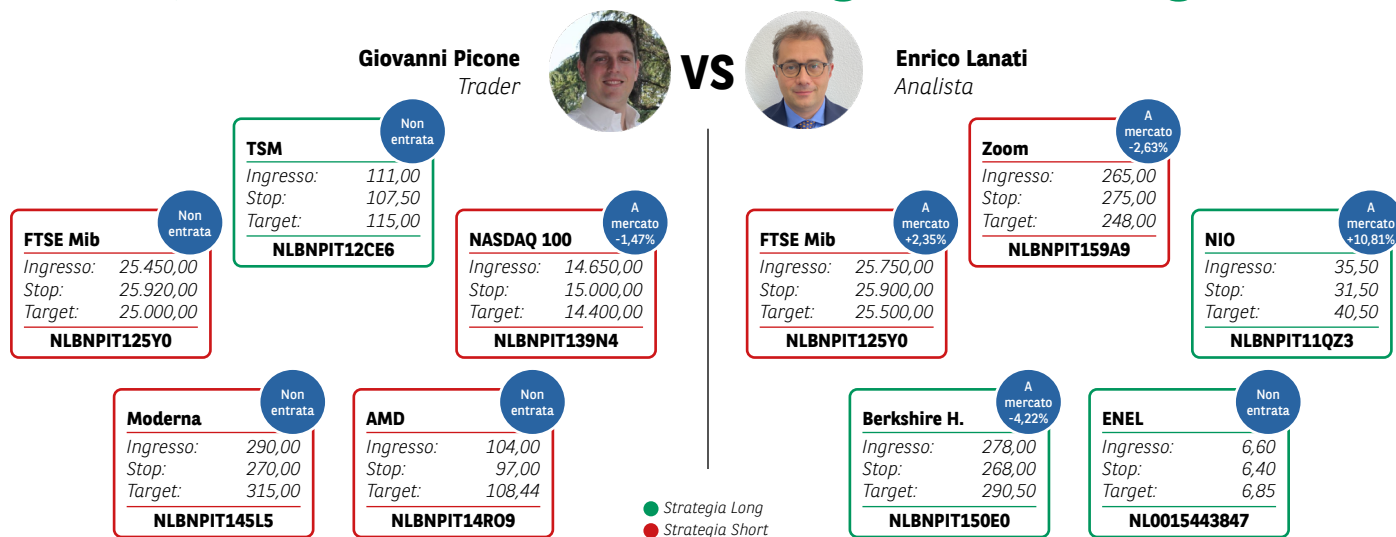 Giovanni Picone
Trader
VS
Enrico Lanati
Analista
Non
entrata
TSM
Ingresso: 111,00
Stop: 107,50
Target: 115,00
NLBNPIT12CE6
Non
entrata
FTSE Mib
Ingresso: 25.450,00
Stop: 25.920,00
Target: 25.000,00
NLBNPIT125Y0
A
mercato
-1,47%
NASDAQ 100
Ingresso: 14.650,00
Stop: 15.000,00
Target: 14.400,00
NLBNPIT139N4
Non
entrata
Moderna
Ingresso: 290,00
Stop: 270,00
Target: 315,00
NLBNPIT145L5
Non
entrata
AMD
Ingresso: 104,00
Stop: 97,00
Target: 108,44
NLBNPIT14RO9
A
mercato
-2,63%
Zoom
Ingresso: 265,00
Stop: 275,00
Target: 248,00
NLBNPIT159A9
A
mercato
+2,35%
FTSE Mib
Ingresso: 25.750,00
Stop: 25.900,00
Target: 25.500,00
NLBNPIT125Y0
A
mercato
+10,81%
NIO
Ingresso: 35,50
Stop: 31,50
Target: 40,50
NLBNPIT11QZ3
A
mercato
-4,22%
Berkshire H.
Ingresso: 278,00
Stop: 268,00
Target: 290,50
NLBNPIT150E0
Non
entrata
ENEL
Ingresso: 6,60
Stop: 6,40
Target: 6,85
NL0015443847
Strategia Long
Strategia Short